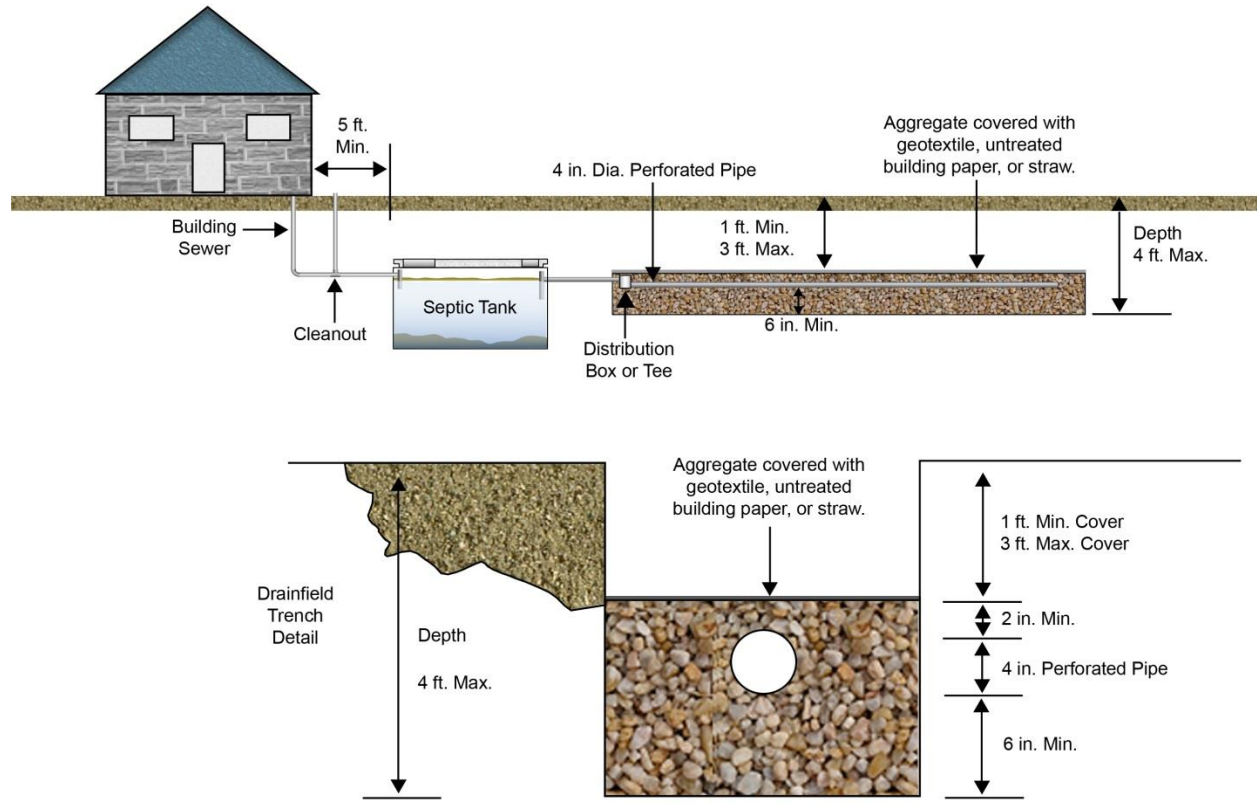 5 ft.
Min.
Aggregate covered with
geotextile, untreated
building paper, or straw.
4 in. Dia. Perforated Pipe
Building
Sewer
1 ft. Min.
3 ft. Max.
Depth
4 ft. Max.
Septic Tank
Cleanout
6 in. Min.
Distribution
Box or Tee
Aggregate covered with
geotextile, untreated
building paper, or straw.
1 ft. Min. Cover
3 ft. Max. Cover
Drainfield
Trench
Detail
Depth
4 ft. Max.
2 in. Min.
4 in. Perforated Pipe
6 in. Min.